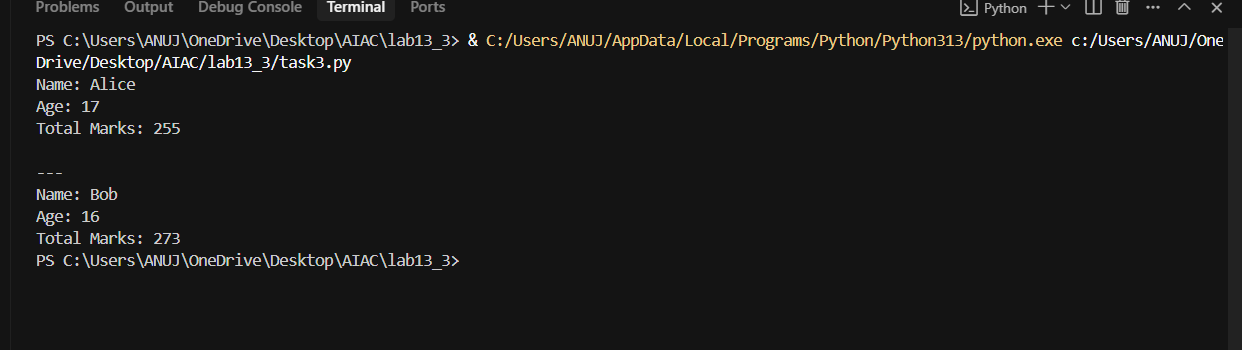 Problems Output Debug Console Terminal Ports Python
PS C:\Users\ANUJ\OneDrive\Desktop\AIAC\lab13_3> & C:/Users/ANUJ/AppData/Local/Programs/Python/Python313/python.exe c:/Users/ANUJ/One
Drive/Desktop/AIAC/lab13_3/task3.py
Name: Alice
Age: 17
Total Marks: 255
---
Name: Bob
Age: 16
Total Marks: 273
PS C:\Users\ANUJ\OneDrive\Desktop\AIAC\lab13_3>